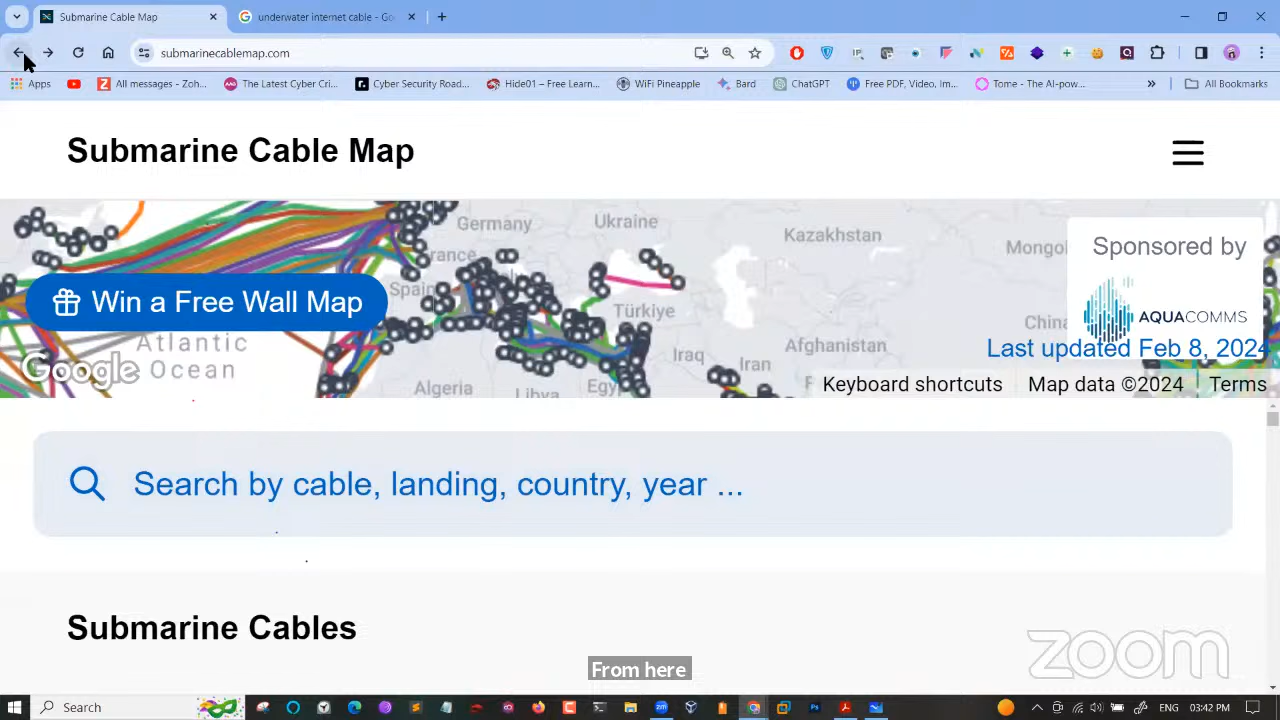 Submarine Cable Map
underwater internet cable - Go
submarinecablemap.com
Apps
All messages - Zoh...
The Latest Cyber Cri...
Cyber Security Road...
Hide01 – Free Learn...
WiFi Pineapple
Bard
ChatGPT
Free PDF, Video, Im...
Tome - The AI-pow...
»
All Bookmarks
Submarine Cable Map
Germany
Ukraine
Kazakhstan
Mongol
France
Spain
Türkiye
China
Iraq
Iran
Afghanistan
Algeria
Libya
Egy
Atlantic
Ocean
Win a Free Wall Map
Google
Sponsored by
AQUACOMMS
Last updated Feb 8, 2024
Keyboard shortcuts
Map data ©2024
Terms
Search by cable, landing, country, year ...
Submarine Cables
From here
zoom
Search
ENG
03:42 PM